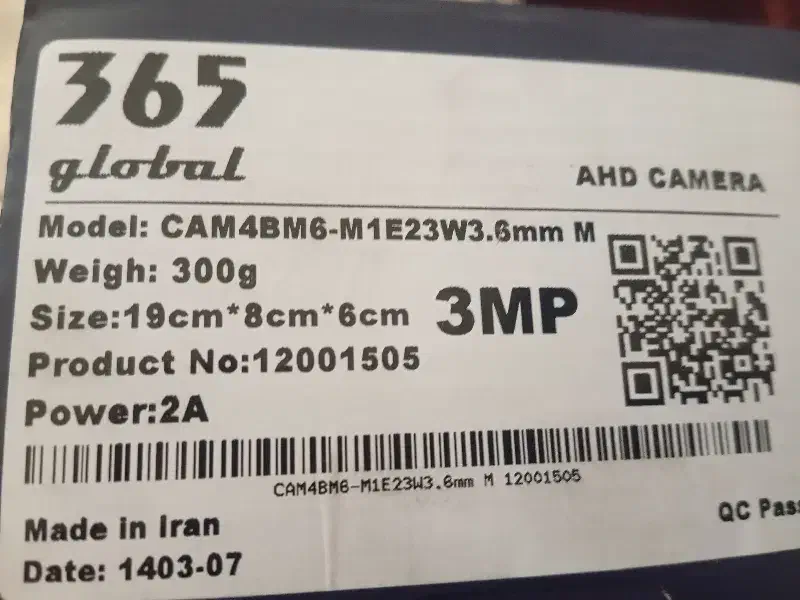 365
global
AHD CAMERA
Model: CAM4BM6-M1E23W3.6mm M
Weigh: 300g
Size:19cm*8cm*6cm
3MP
Product No:12001505
Power:2A
CAM4BM6-M1E23W3.6mm M 12001505
Made in Iran
QC Pass
Date: 1403-07